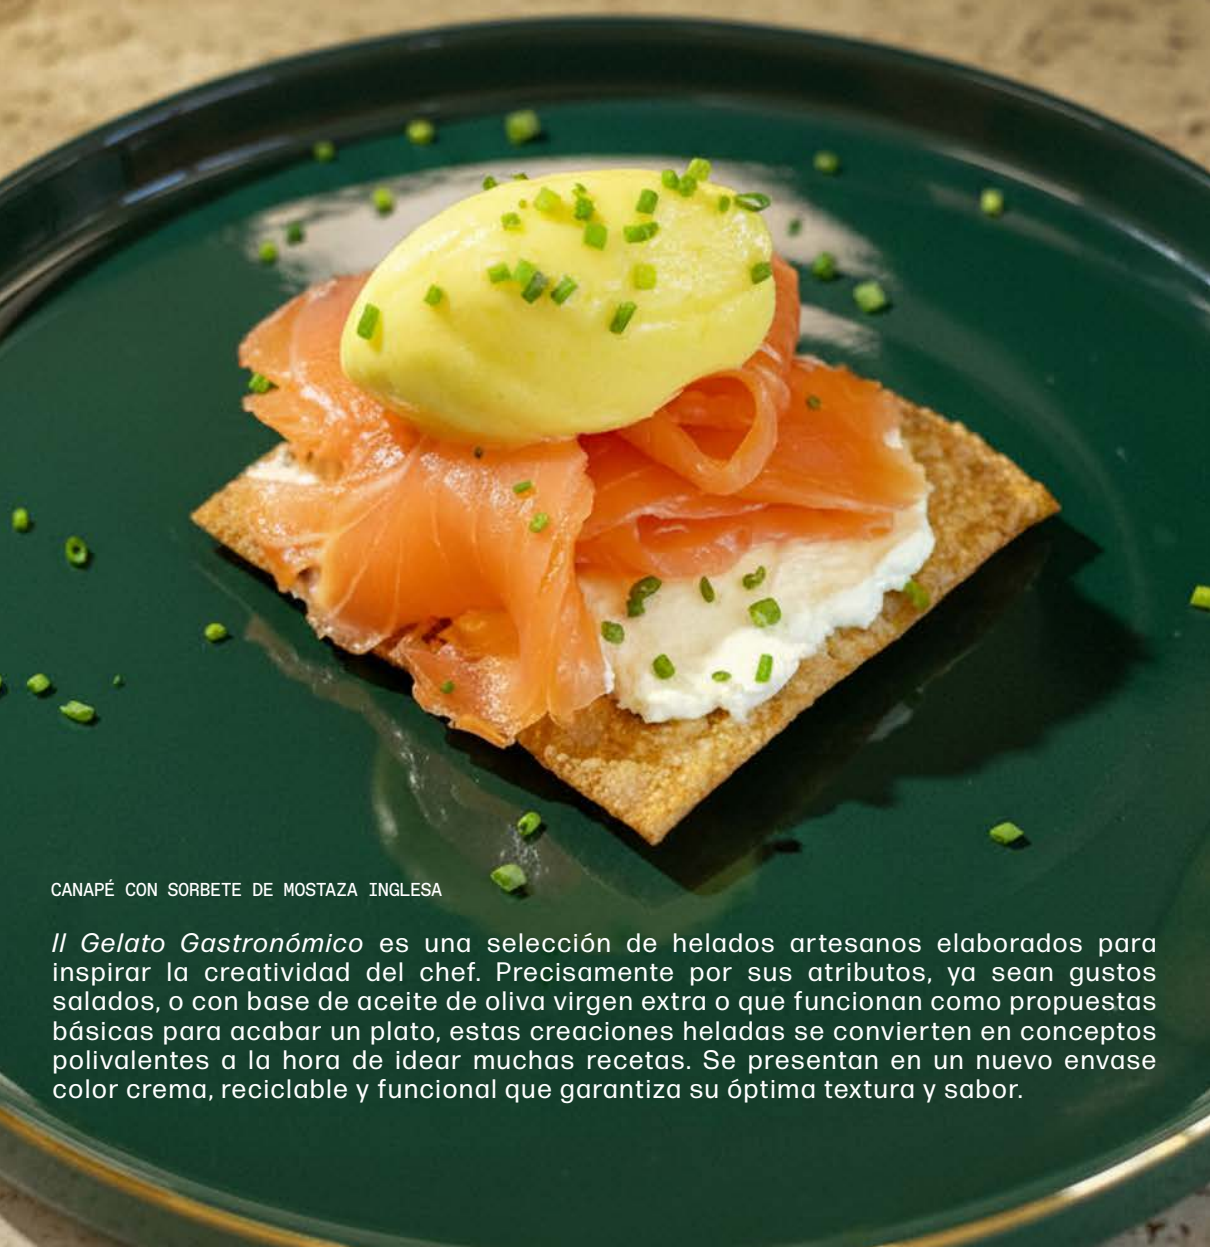 CANAPÉ CON SORBETE DE MOSTAZA INGLESA
Il Gelato Gastronómico es una selección de helados artesanos elaborados para
inspirar la creatividad del chef. Precisamente por sus atributos, ya sean gustos
salados, o con base de aceite de oliva virgen extra o que funcionan como propuestas
básicas para acabar un plato, estas creaciones heladas se convierten en conceptos
polivalentes a la hora de idear muchas recetas. Se presentan en un nuevo envase
color crema, reciclable y funcional que garantiza su óptima textura y sabor.